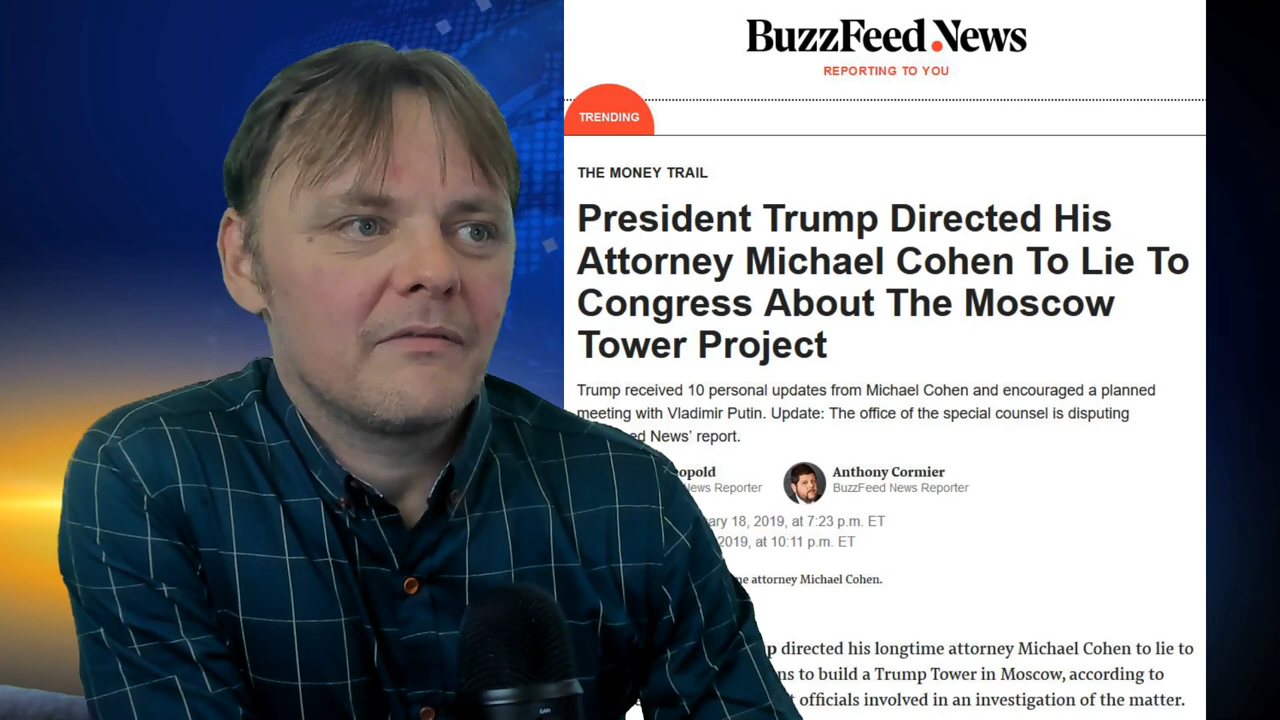 BuzzFeed News
REPORTING TO YOU
TRENDING
THE MONEY TRAIL
President Trump Directed His
Attorney Michael Cohen To Lie To
Congress About The Moscow
Tower Project
Trump received 10 personal updates from Michael Cohen and encouraged a planned
meeting with Vladimir Putin. Update: The office of the special counsel is disputing
News’ report.
Anthony Cormier
News Reporter
BuzzFeed News Reporter
18, 2019, at 7:23 p.m. ET
2019, at 10:11 p.m. ET
attorney Michael Cohen.
directed his longtime attorney Michael Cohen to lie to
to build a Trump Tower in Moscow, according to
officials involved in an investigation of the matter.
GAIN